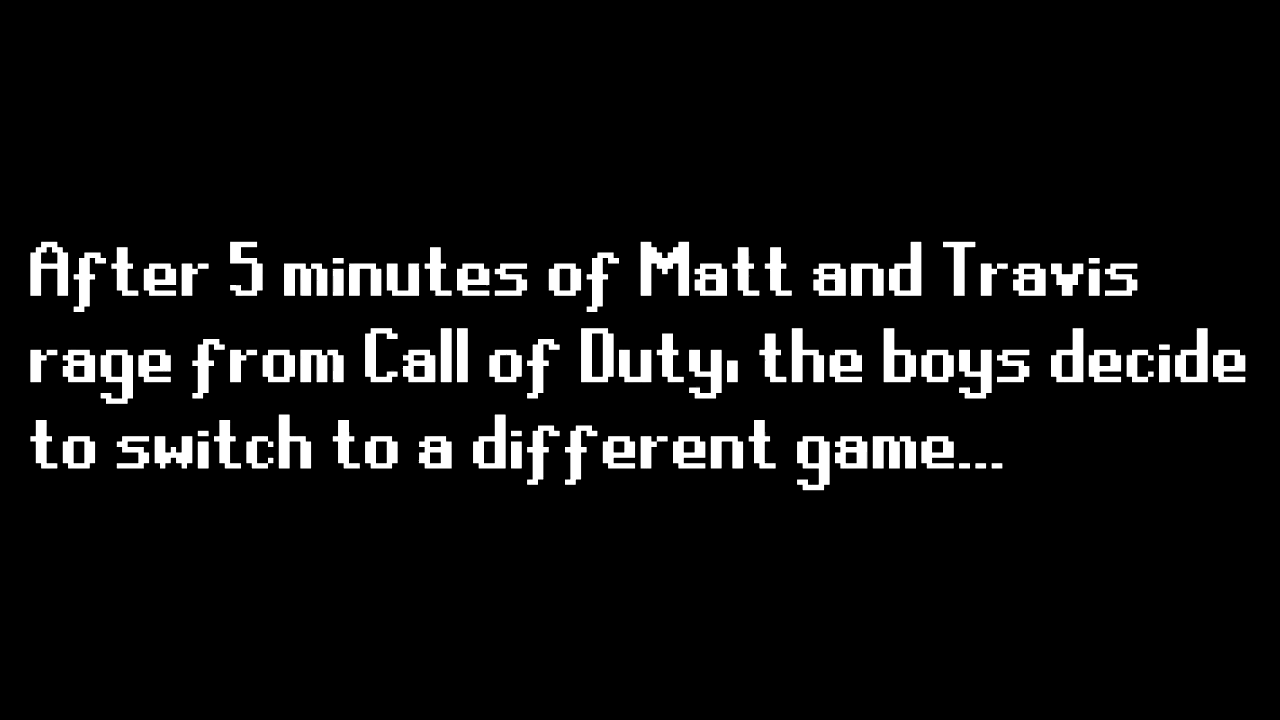 After 5 minutes of Matt and Travis
rage from Call of Duty, the boys decide
to switch to a different game...